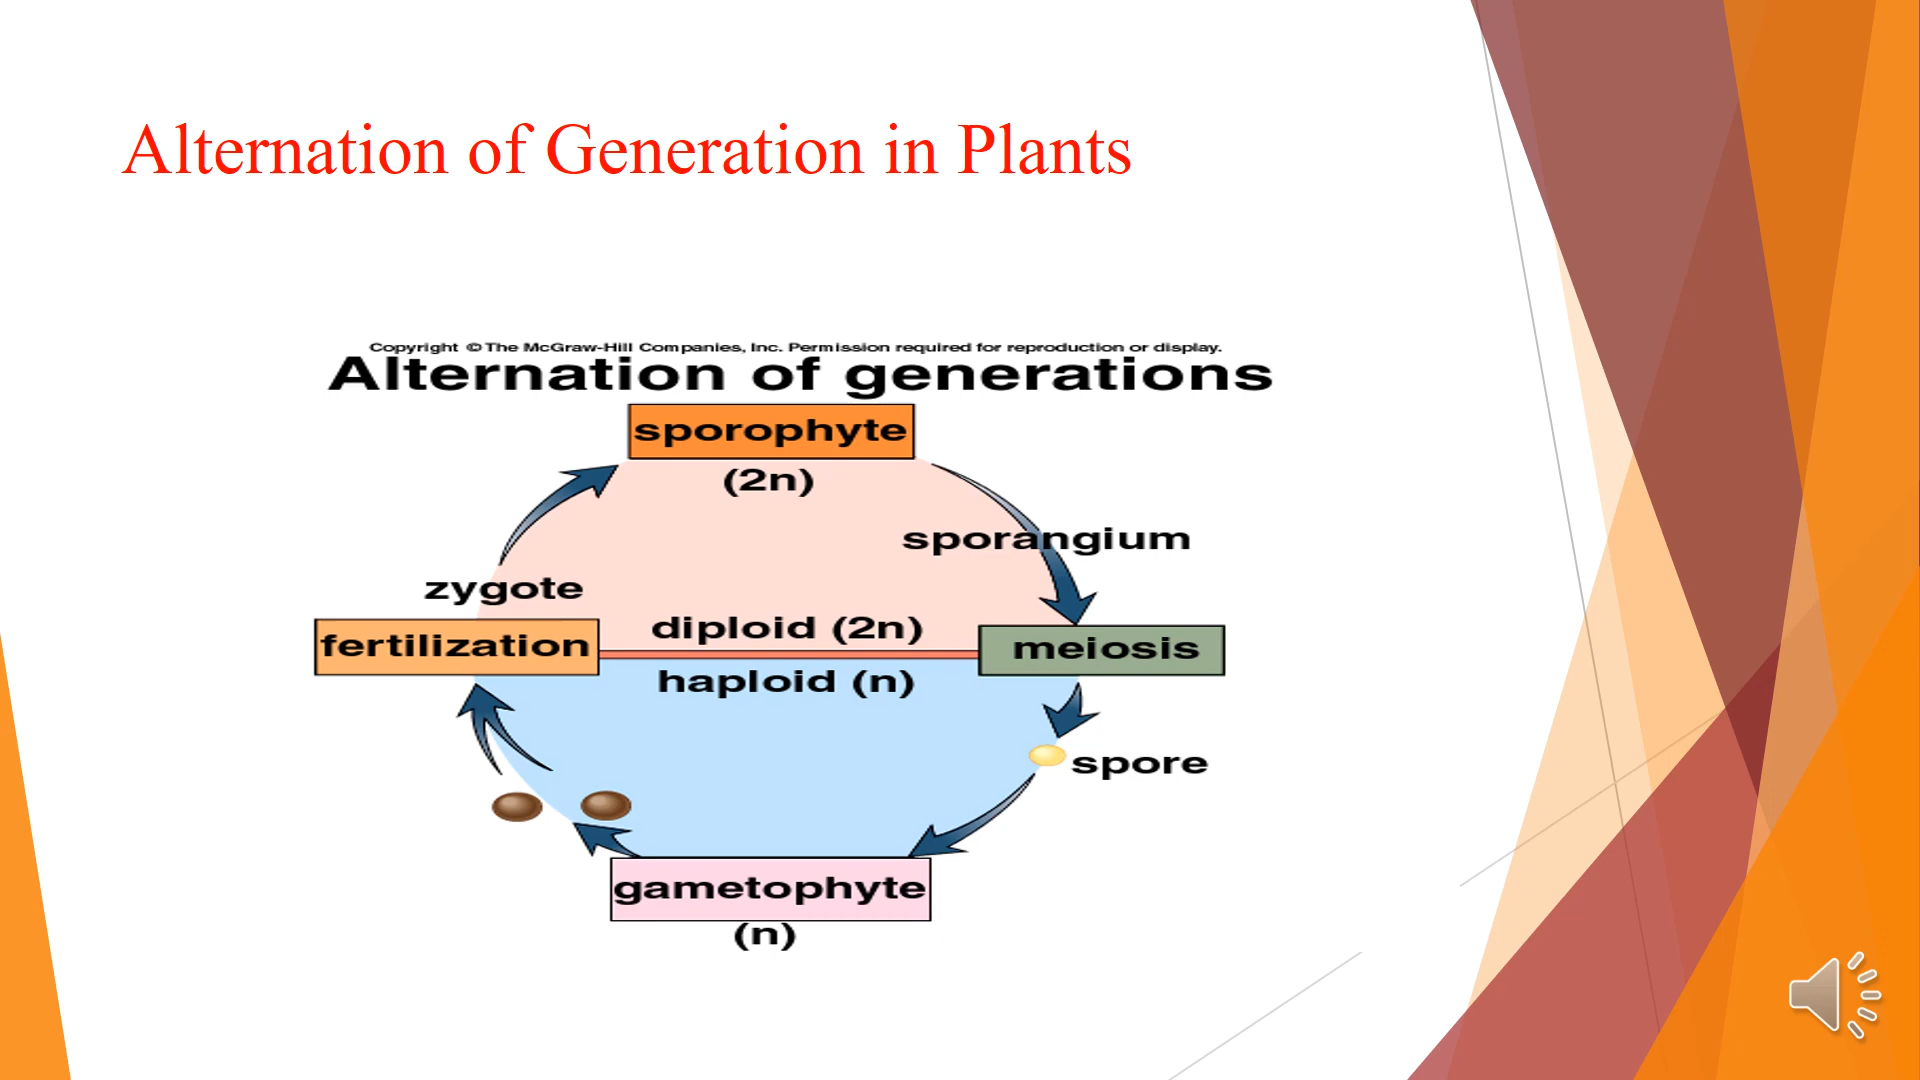 Alternation of Generation in Plants
Copyright © The McGraw-Hill Companies, Inc. Permission required for reproduction or display.
Alternation of generations
sporophyte
(2n)
sporangium
zygote
diploid (2n)
fertilization
meiosis
haploid (n)
spore
gametophyte
(n)